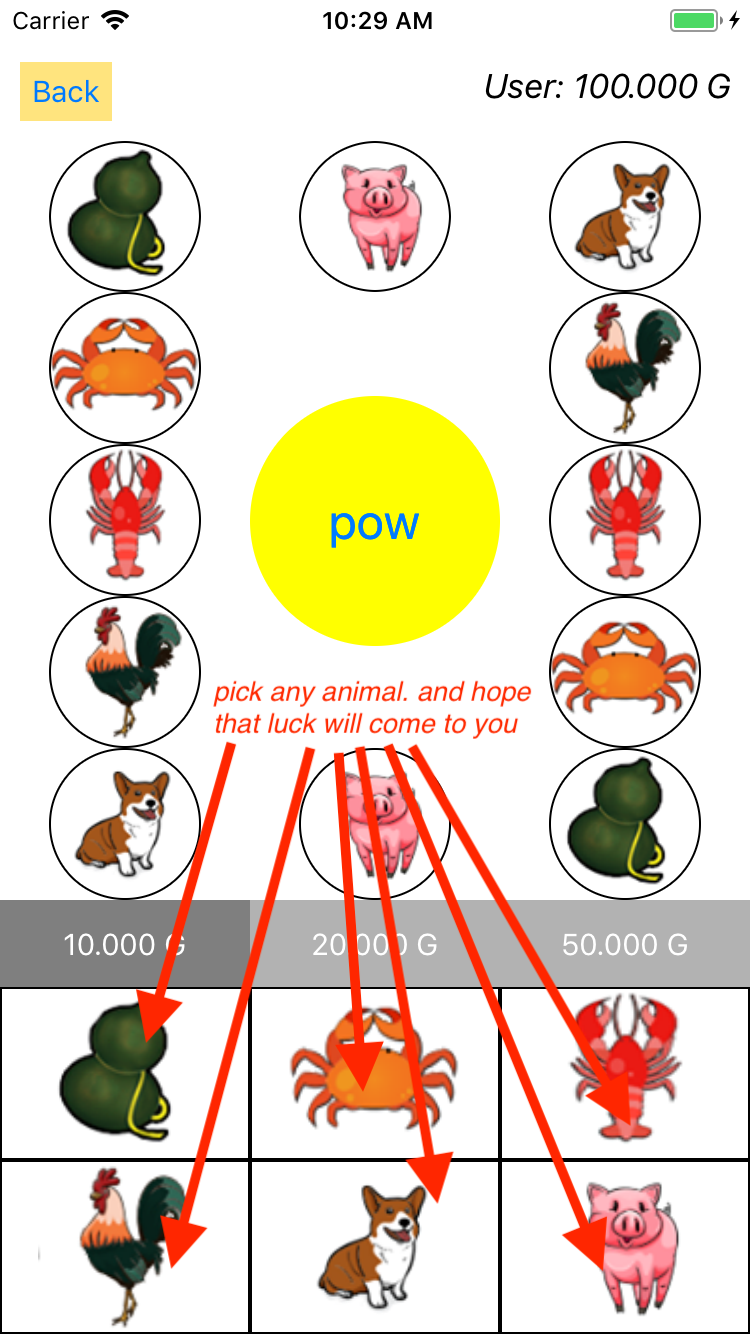 Carrier 10:29 AM
Back User: 100.000 G
pow
pick any animal. and hope
that luck will come to you
10.000 G 20.000 G 50.000 G